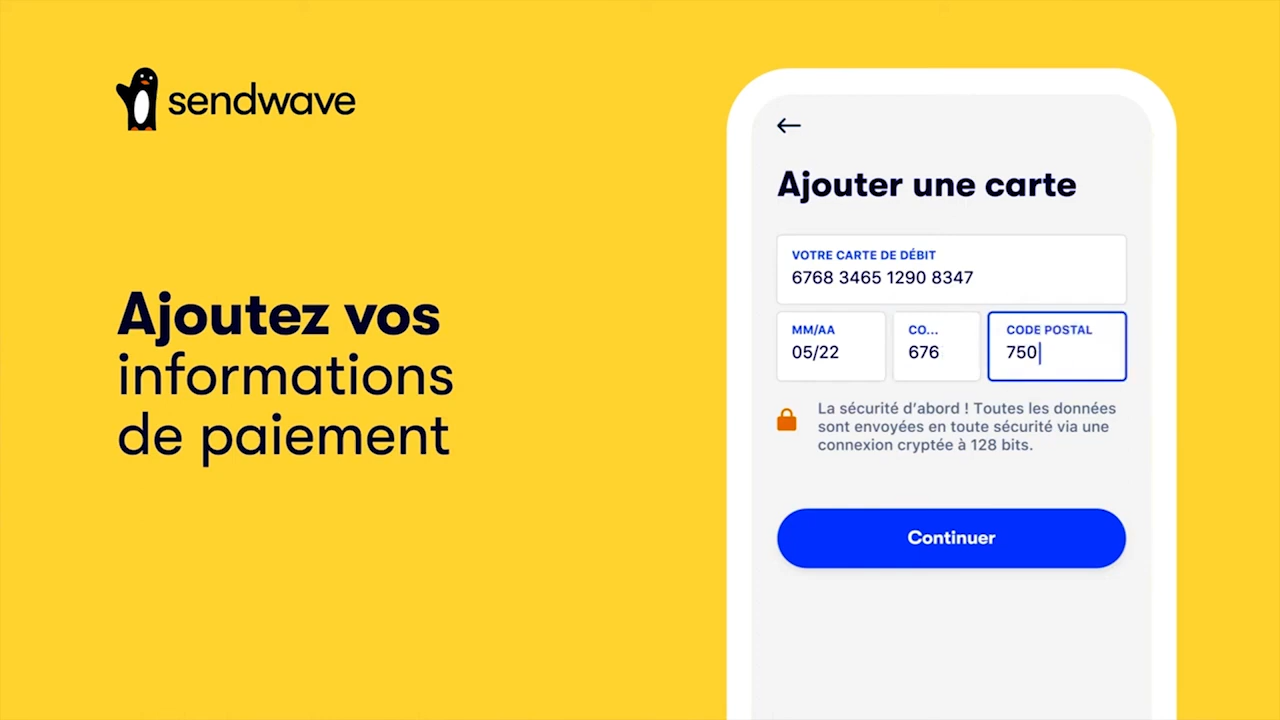 sendwave
Ajoutez vos
informations
de paiement
Ajouter une carte
VOTRE CARTE DE DÉBIT
6768 3465 1290 8347
MM/AA
05/22
CO...
676
CODE POSTAL
750
La sécurité d'abord ! Toutes les données
sont envoyées en toute sécurité via une
connexion cryptée à 128 bits.
Continuer